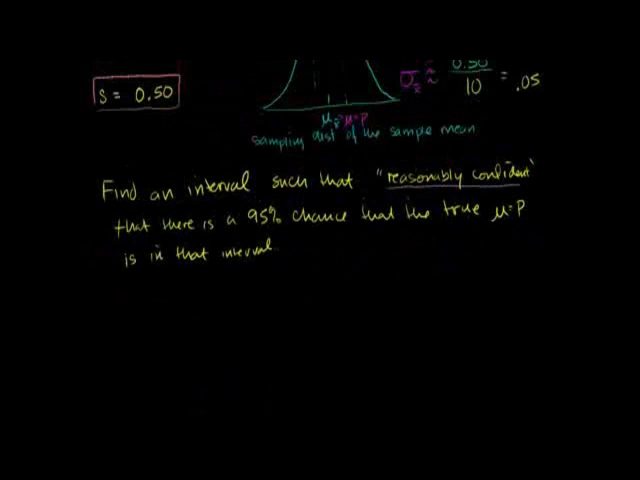 0.50
s = 0.50
σx̄ ≈ 10 = .05
μx̄ = μ = p
sampling dist of the sample mean
Find an interval such that "reasonably confident"
that there is a 95% chance that the true μ=P
is in that interval